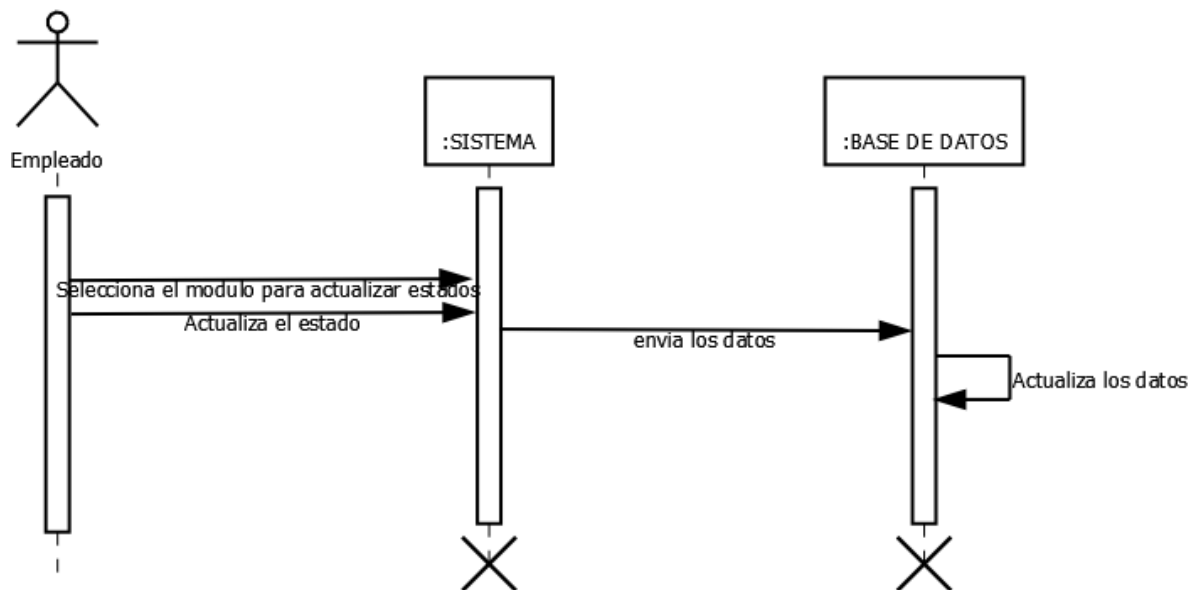 Empleado
:SISTEMA
:BASE DE DATOS
Selecciona el modulo para actualizar estados
Actualiza el estado
envia los datos
Actualiza los datos